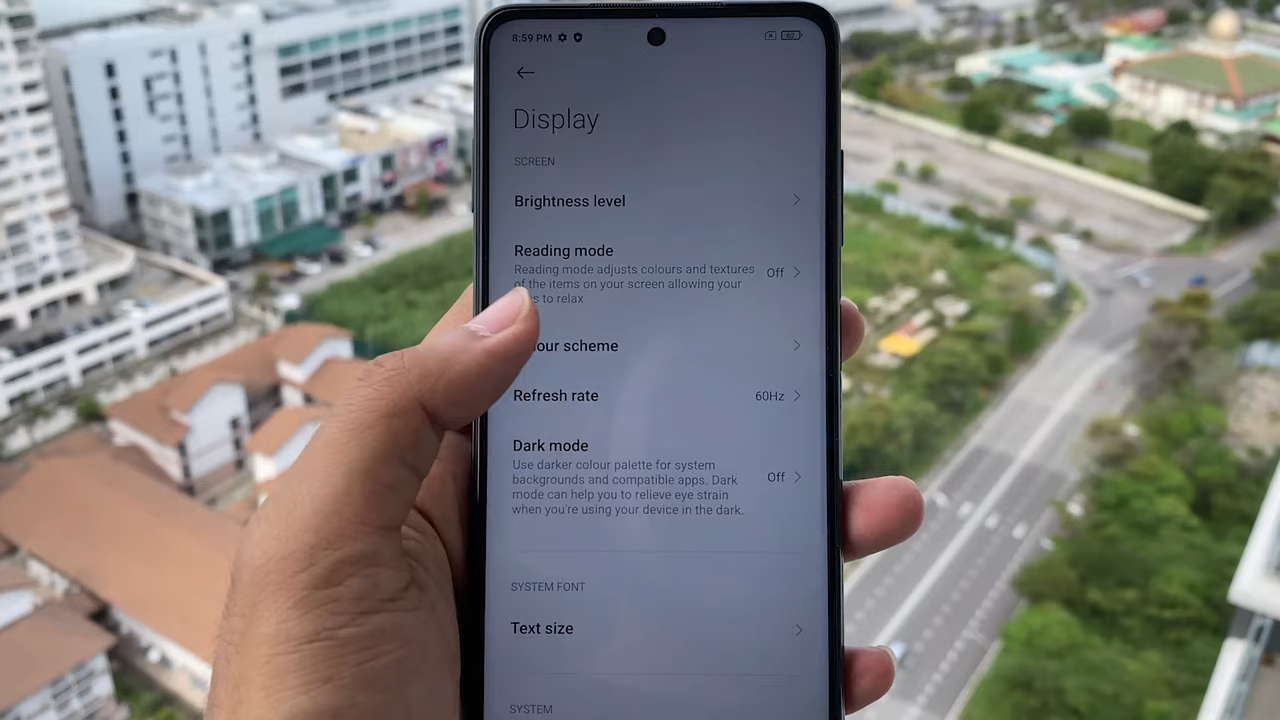 8:59 PM 62
Display
SCREEN
Brightness level
Reading mode
Reading mode adjusts colours and textures
of the items on your screen allowing your
to relax
Off
scheme
Refresh rate
60Hz
Dark mode
Use darker colour palette for system
backgrounds and compatible apps. Dark
mode can help you to relieve eye strain
when you're using your device in the dark.
Off
SYSTEM FONT
Text size
SYSTEM